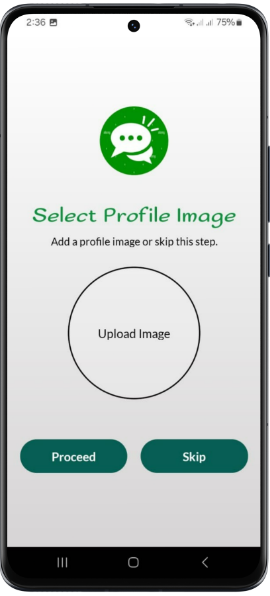 2:36 75%
Select Profile Image
Add a profile image or skip this step.
Upload Image
Proceed Skip